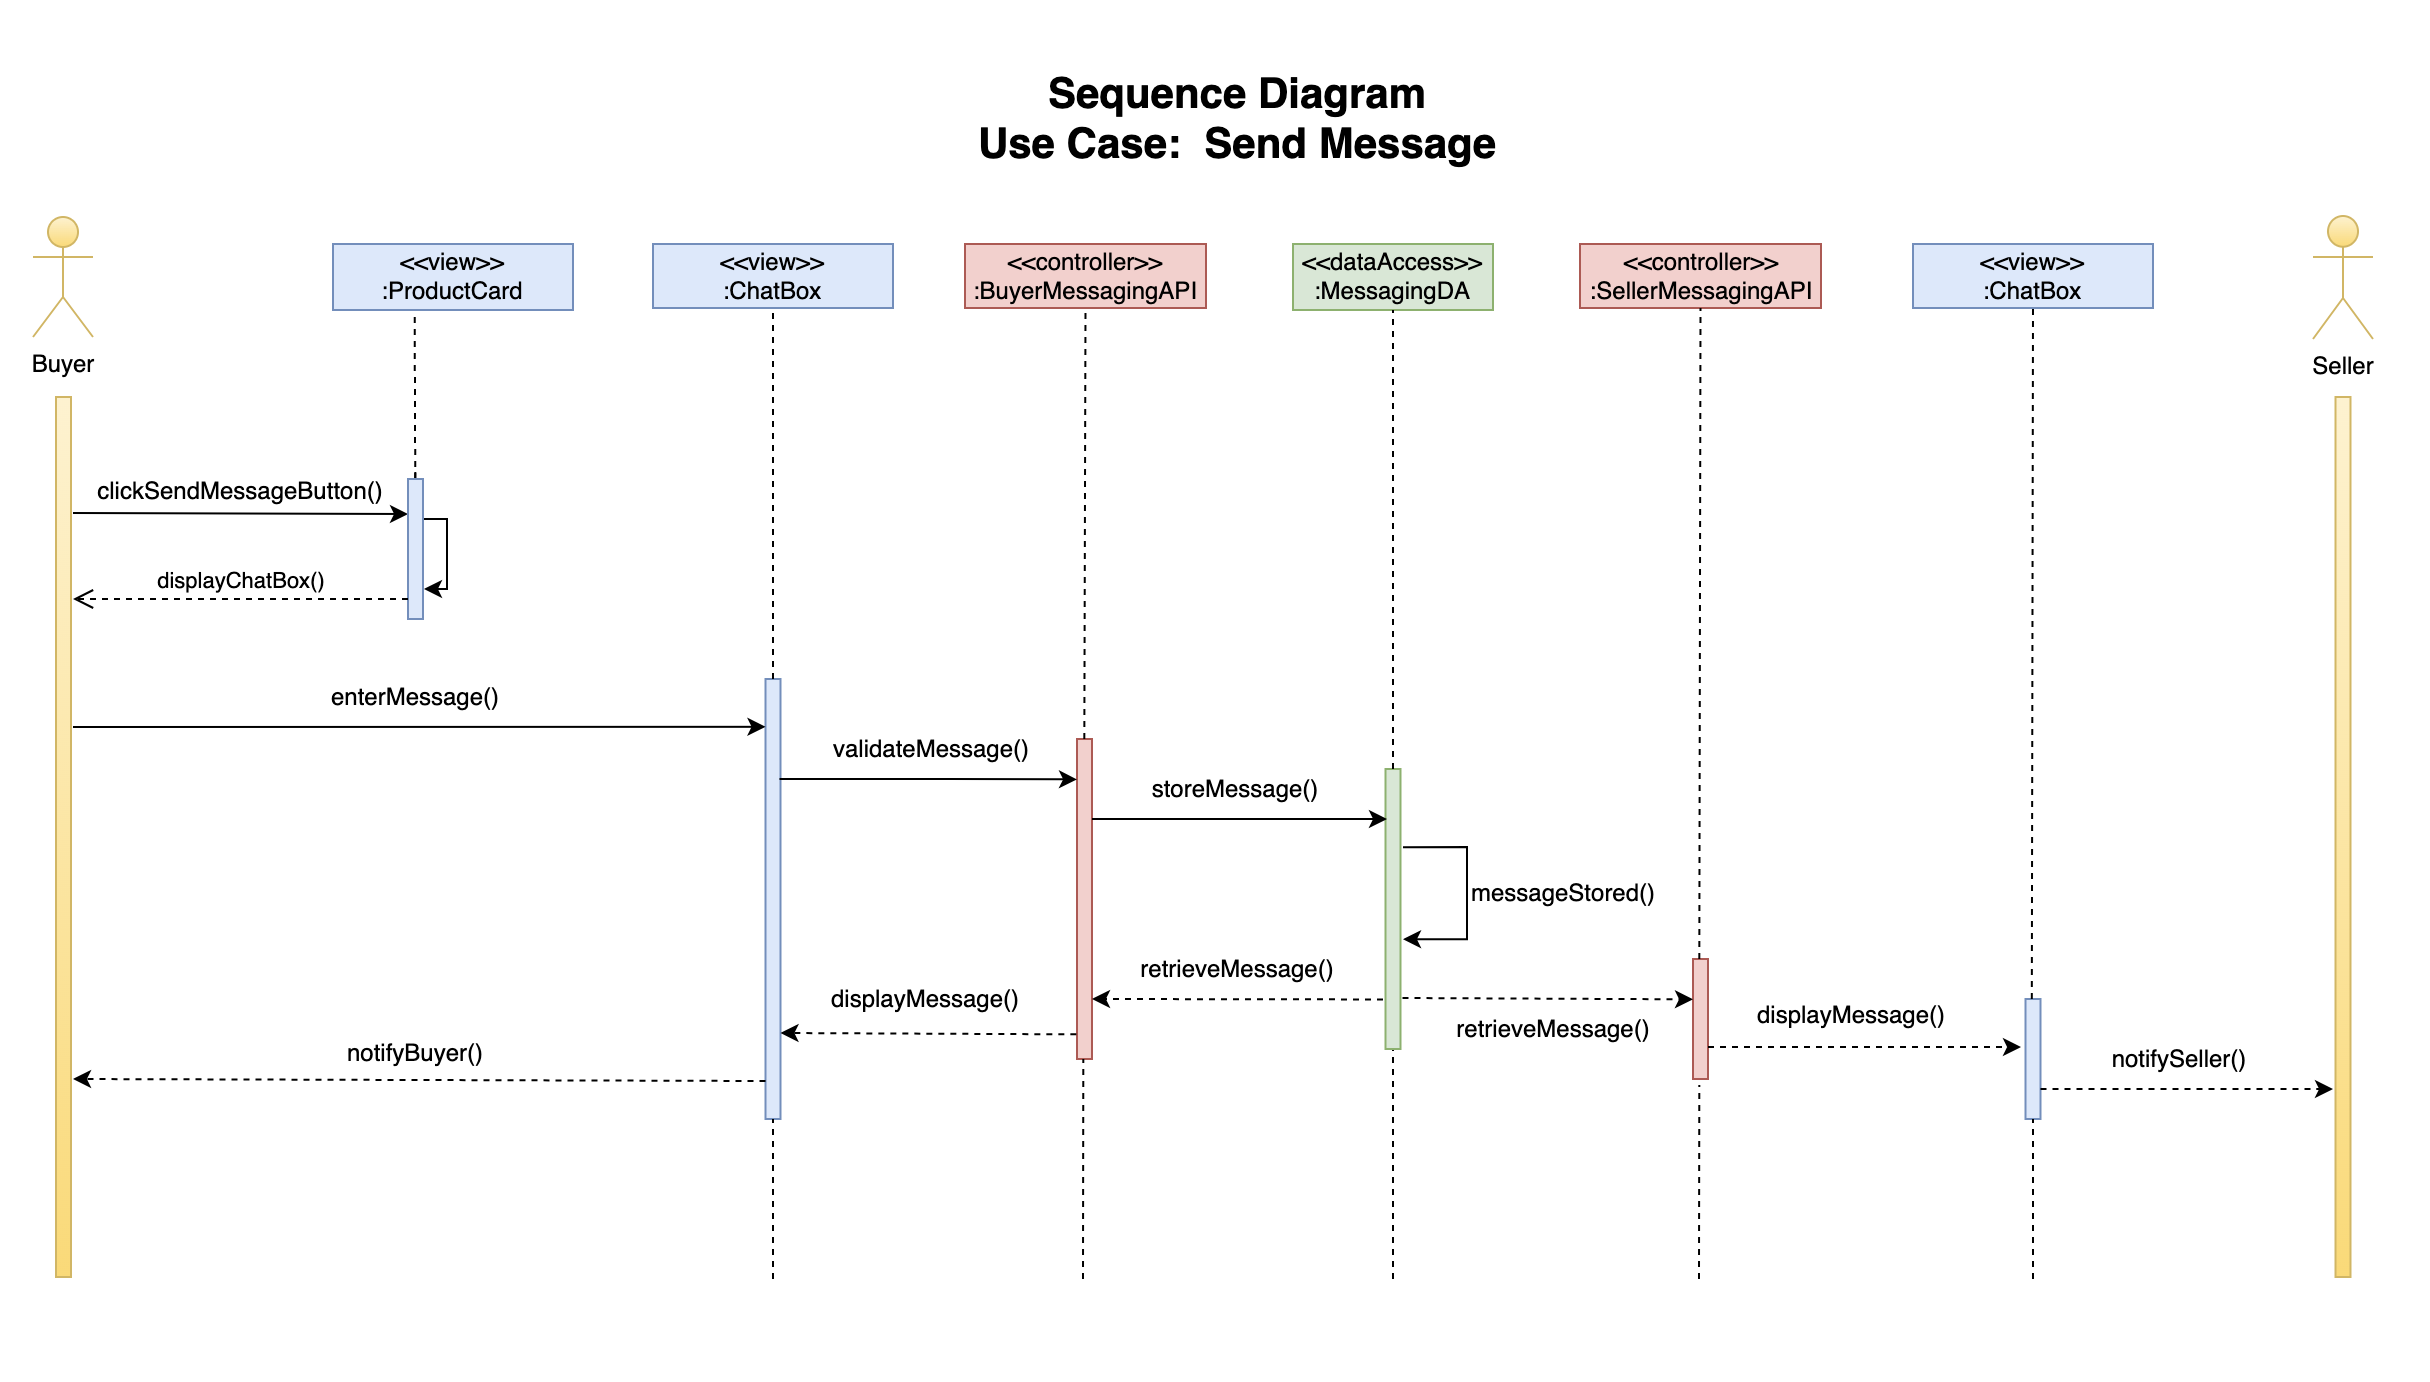 Sequence Diagram
Use Case:  Send Message
<<view>>
:ProductCard
<<view>>
:ChatBox
<<controller>>
:BuyerMessagingAPI
<<dataAccess>>
:MessagingDA
<<controller>>
:SellerMessagingAPI
<<view>>
:ChatBox
Buyer
Seller
clickSendMessageButton()
displayChatBox()
enterMessage()
validateMessage()
storeMessage()
messageStored()
retrieveMessage()
displayMessage()
retrieveMessage()
displayMessage()
notifyBuyer()
notifySeller()